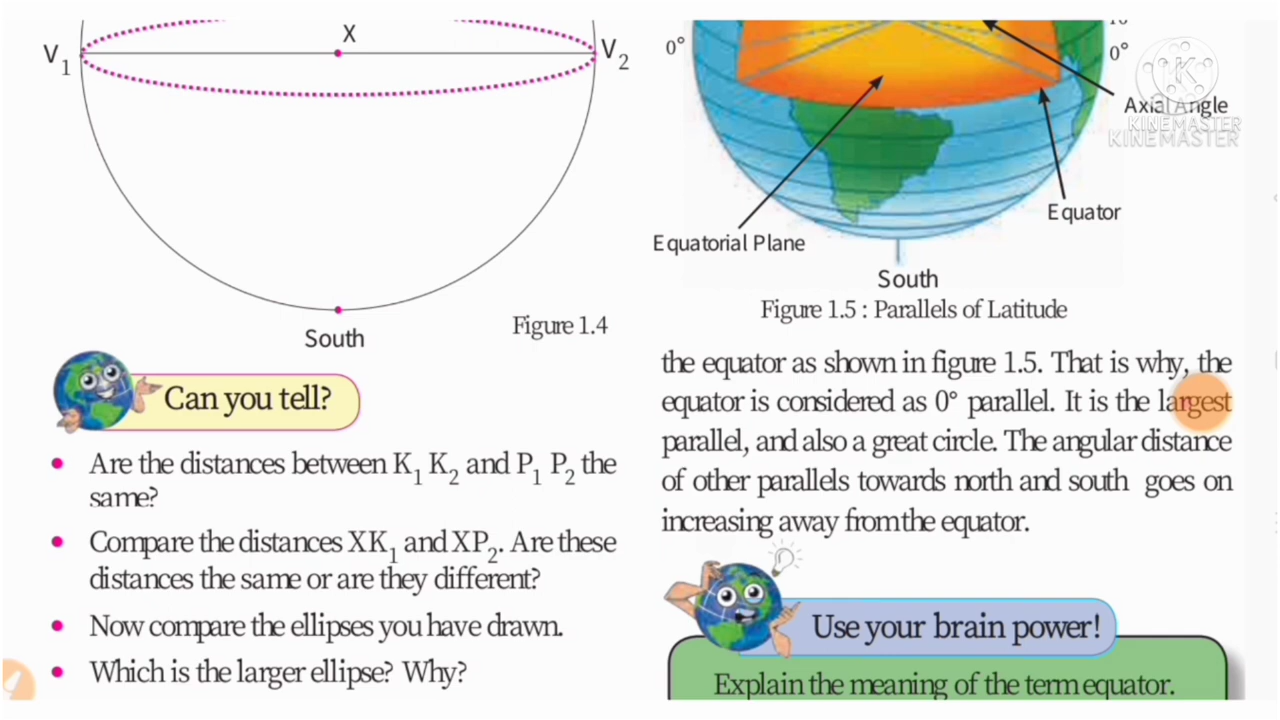 X
V1
V2
South
Figure 1.4
Can you tell?
• Are the distances between K1 K2 and P1 P2 the
same?
• Compare the distances XK1 and XP2. Are these
distances the same or are they different?
• Now compare the ellipses you have drawn.
• Which is the larger ellipse? Why?
0°
0°
K
Axial Angle
KINEMASTER
KINEMASTER
Equator
Equatorial Plane
South
Figure 1.5 : Parallels of Latitude
the equator as shown in figure 1.5. That is why, the
equator is considered as 0° parallel. It is the largest
parallel, and also a great circle. The angular distance
of other parallels towards north and south goes on
increasing away from the equator.
Use your brain power!
Explain the meaning of the term equator.